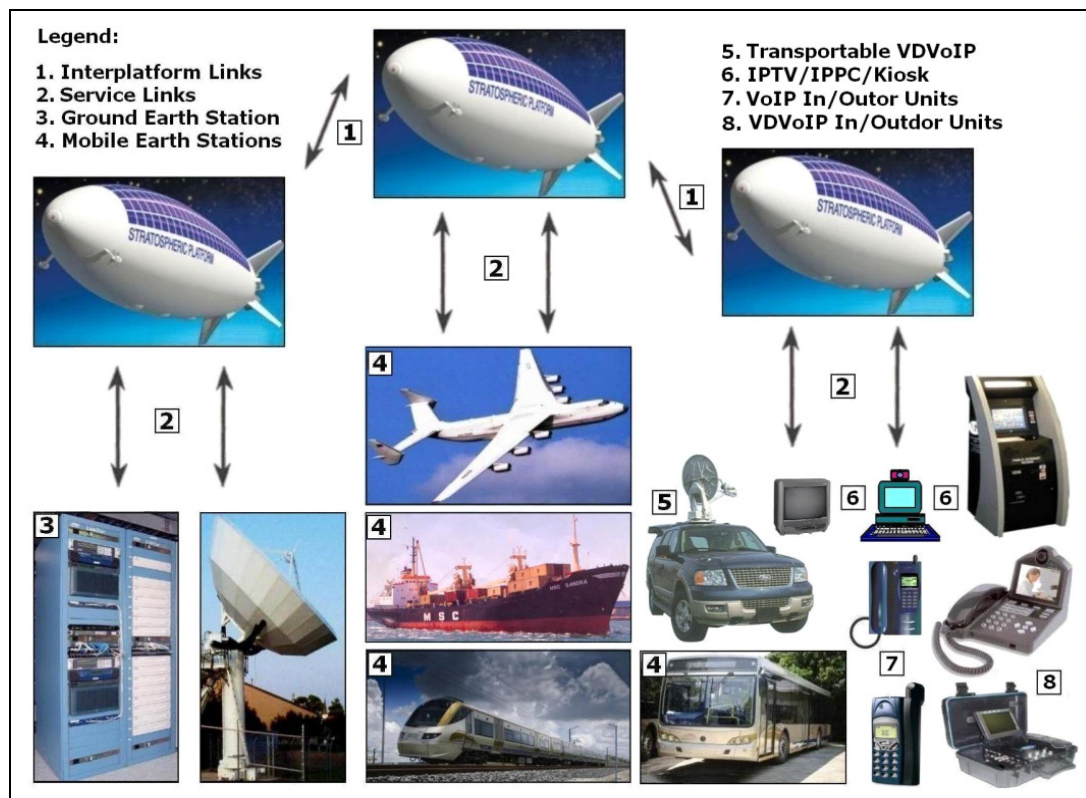 Legend:
1. Interplatform Links
2. Service Links
3. Ground Earth Station
4. Mobile Earth Stations
5. Transportable VDVoIP
6. IPTV/IPPC/Kiosk
7. VoIP In/Outor Units
8. VDVoIP In/Outdor Units
1
STRATOSPHERIC PLATFORM
1
STRATOSPHERIC PLATFORM
STRATOSPHERIC PLATFORM
2
2
2
4
5
6
6
3
4
MSC SANDRA
M S C
4
4
7
8